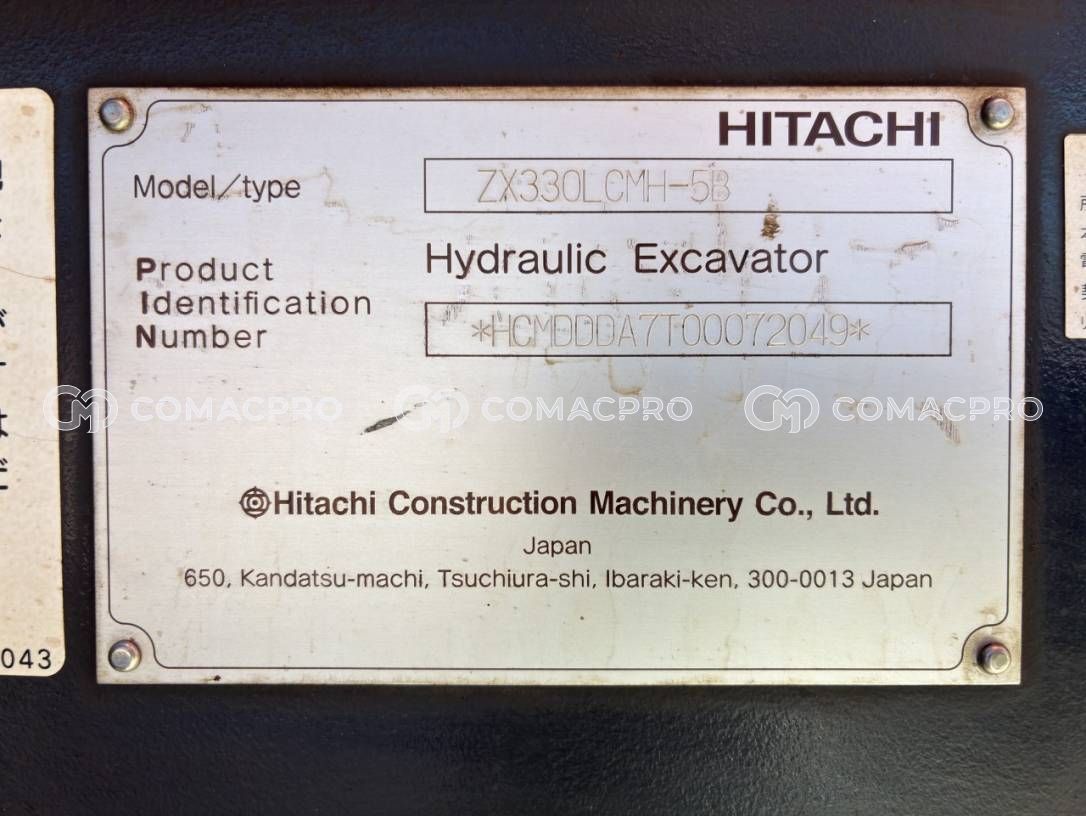 HITACHI
Model/type ZX330LCMH-5B
Hydraulic Excavator
Product
Identification
Number
*HCMDDDA7T00072049*
COMACPRO COMACPRO COMACPRO
Hitachi Construction Machinery Co., Ltd.
Japan
650, Kandatsu-machi, Tsuchiura-shi, Ibaraki-ken, 300-0013 Japan
043